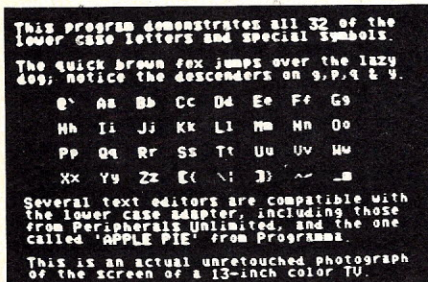 This program demonstrates all 32 of the
lower case letters and special symbols.
The quick brown fox jumps over the lazy
dog; notice the descenders on g,p,q & y.
@` Aa Bb Cc Dd Ee Ff Gg
Hh Ii Jj Kk Ll Mm Nn Oo
Pp Qq Rr Ss Tt Uu Vv Ww
Xx Yy Zz [{ \| ]} ^~ _■
Several text editors are compatible with
the lower case adapter, including those
from Peripherals Unlimited, and the one
called 'APPLE PIE' from Programma.
This is an actual unretouched photograph
of the screen of a 13-inch color TV.